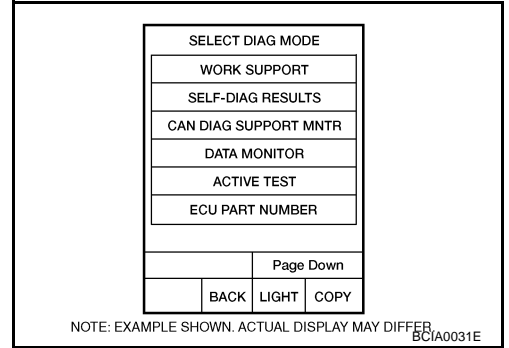 SELECT DIAG MODE
WORK SUPPORT
SELF-DIAG RESULTS
CAN DIAG SUPPORT MNTR
DATA MONITOR
ACTIVE TEST
ECU PART NUMBER
Page Down
BACK LIGHT COPY
NOTE: EXAMPLE SHOWN. ACTUAL DISPLAY MAY DIFFER.
BCIA0031E